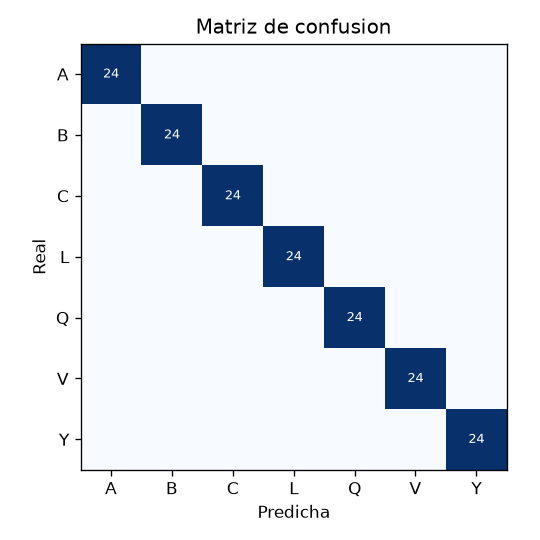 Matriz de confusion
A
24
B
24
C
24
L
24
Q
24
V
24
Y
24
Real
A B C L Q V Y
Predicha